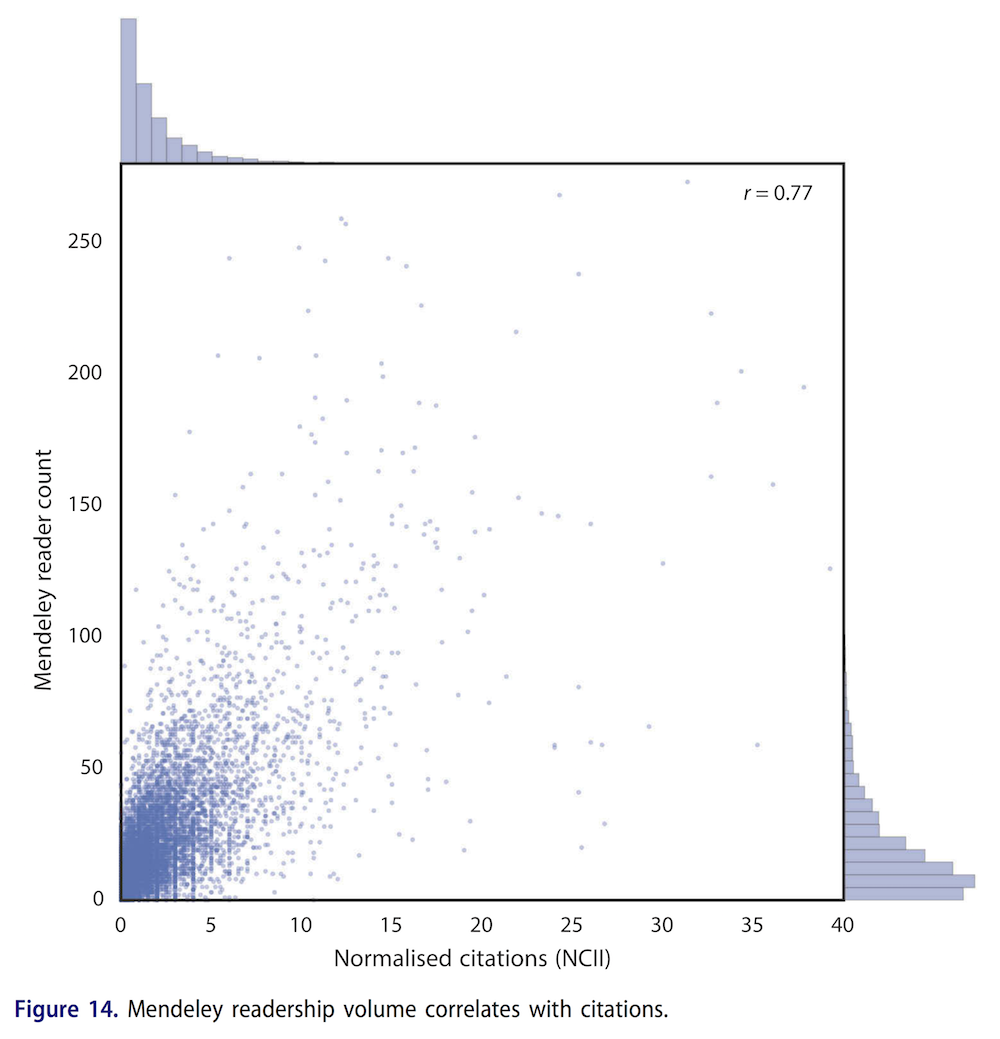 r = 0.77
250
200
150
100
50
0
Mendeley reader count
0 5 10 15 20 25 30 35 40
Normalised citations (NCII)
Figure 14. Mendeley readership volume correlates with citations.